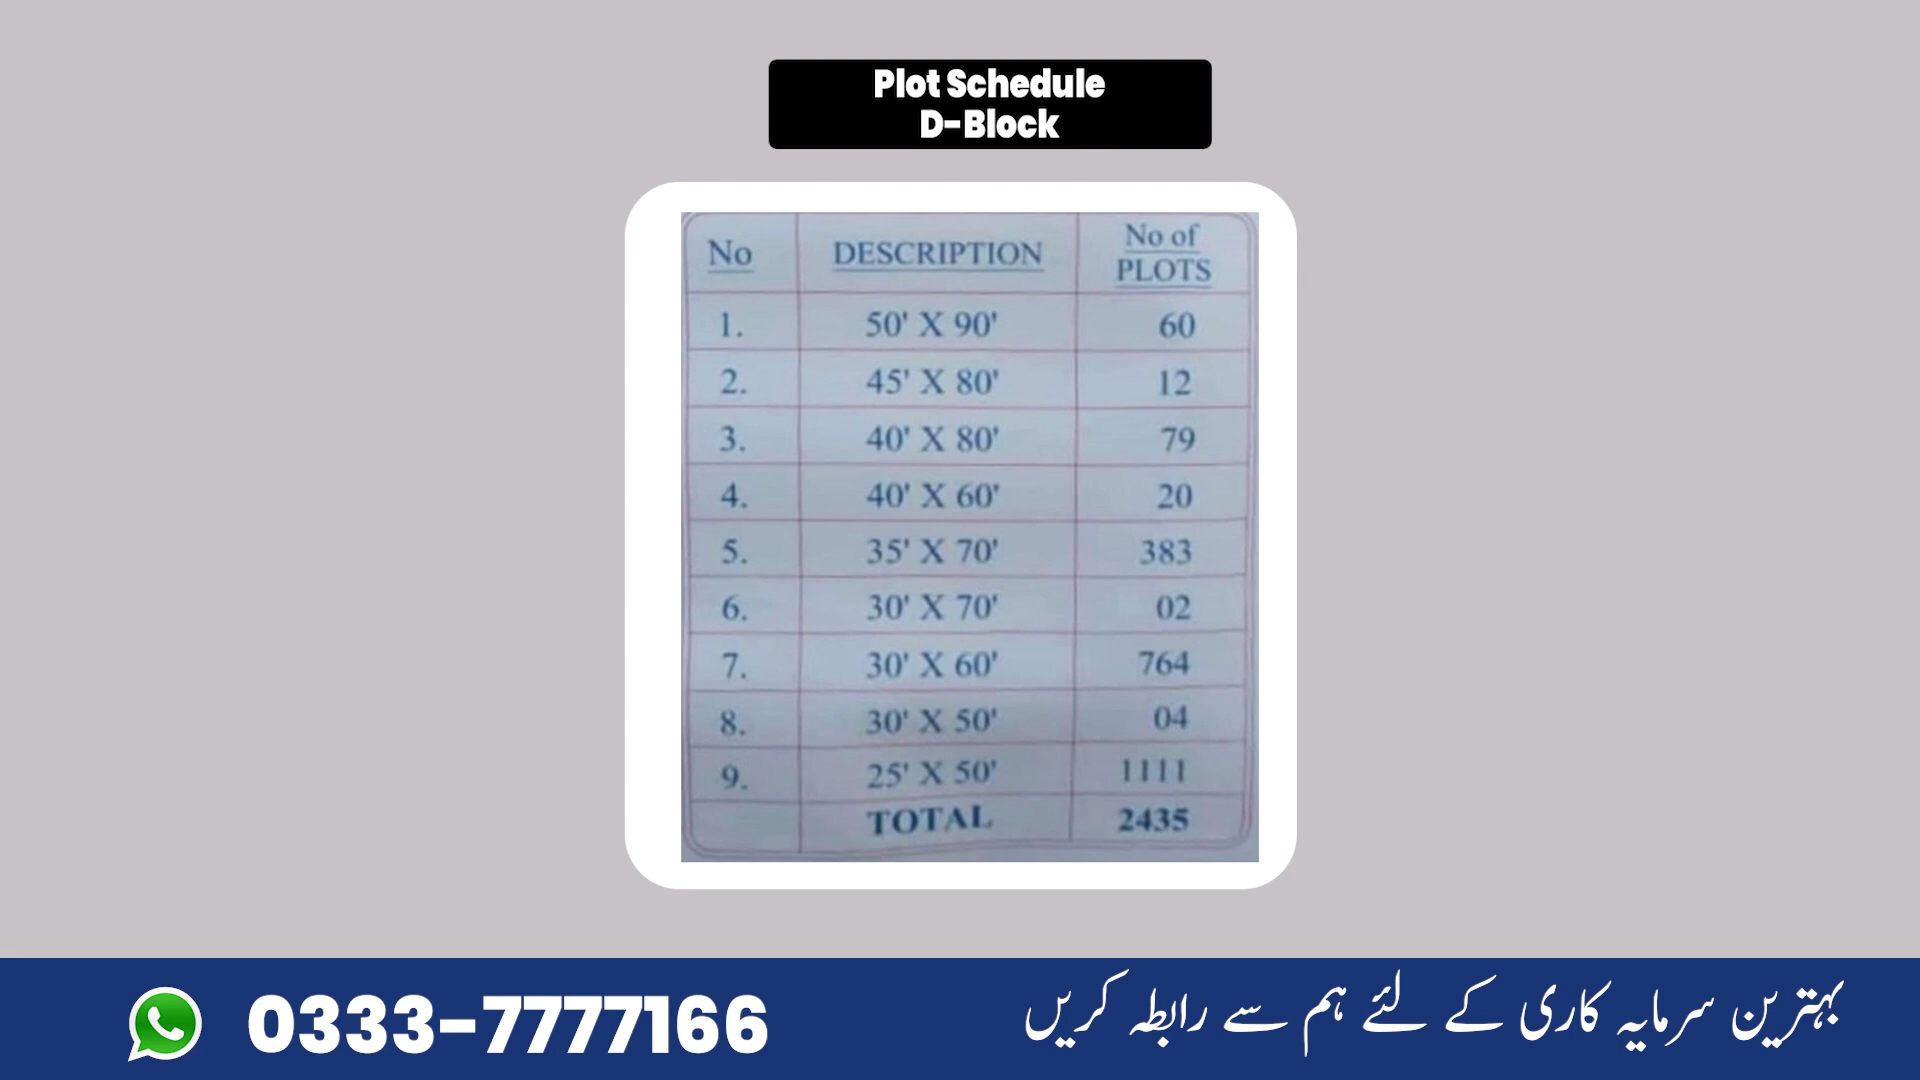 Plot Schedule
D-Block
No DESCRIPTION No of PLOTS
1. 50' X 90' 60
2. 45' X 80' 12
3. 40' X 80' 79
4. 40' X 60' 20
5. 35' X 70' 383
6. 30' X 70' 02
7. 30' X 60' 764
8. 30' X 50' 04
9. 25' X 50' 1111
TOTAL 2435
0333-7777166
بہترین سرمایہ کاری کے لئے ہم سے رابطہ کریں